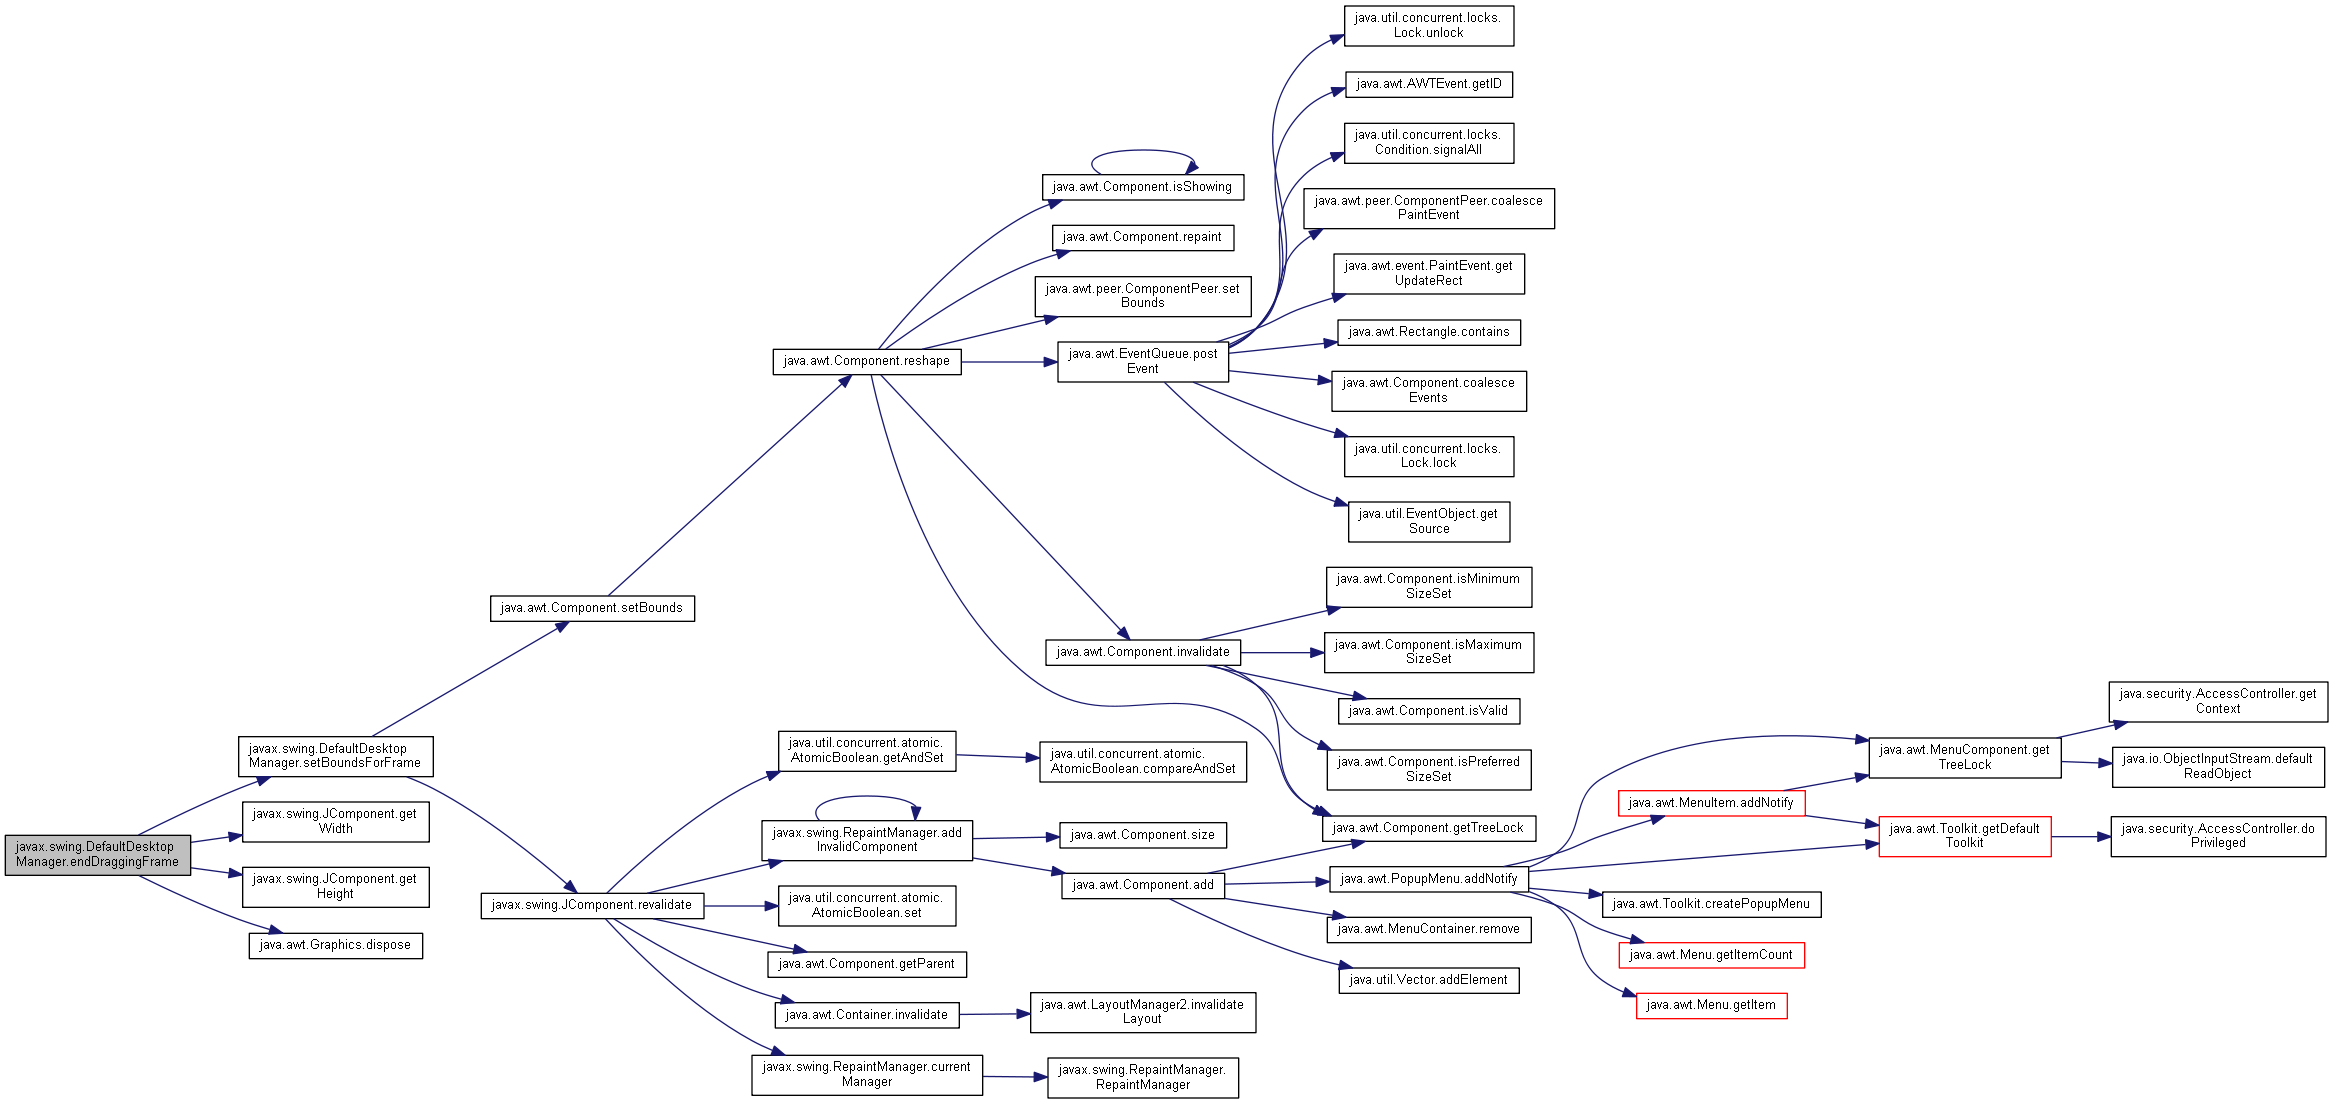 javax.swing.DefaultDesktop
Manager.endDraggingFrame
javax.swing.DefaultDesktop
Manager.setBoundsForFrame
javax.swing.JComponent.get
Width
javax.swing.JComponent.get
Height
java.awt.Graphics.dispose
java.awt.Component.setBounds
javax.swing.JComponent.revalidate
java.awt.Component.reshape
java.util.concurrent.atomic.
AtomicBoolean.getAndSet
javax.swing.RepaintManager.add
InvalidComponent
java.util.concurrent.atomic.
AtomicBoolean.set
java.awt.Component.getParent
java.awt.Container.invalidate
javax.swing.RepaintManager.current
Manager
java.awt.Component.isShowing
java.awt.Component.repaint
java.awt.peer.ComponentPeer.set
Bounds
java.awt.EventQueue.post
Event
java.awt.Component.invalidate
java.util.concurrent.atomic.
AtomicBoolean.compareAndSet
java.awt.Component.size
java.awt.Component.add
java.awt.LayoutManager2.invalidate
Layout
javax.swing.RepaintManager.
RepaintManager
java.util.concurrent.locks.
Lock.unlock
java.awt.AWTEvent.getID
java.util.concurrent.locks.
Condition.signalAll
java.awt.peer.ComponentPeer.coalesce
PaintEvent
java.awt.event.PaintEvent.get
UpdateRect
java.awt.Rectangle.contains
java.awt.Component.coalesce
Events
java.util.concurrent.locks.
Lock.lock
java.util.EventObject.get
Source
java.awt.Component.isMinimum
SizeSet
java.awt.Component.isMaximum
SizeSet
java.awt.Component.isValid
java.awt.Component.isPreferred
SizeSet
java.awt.Component.getTreeLock
java.awt.PopupMenu.addNotify
java.awt.MenuContainer.remove
java.util.Vector.addElement
java.awt.MenuItem.addNotify
java.awt.Toolkit.createPopupMenu
java.awt.Menu.getItemCount
java.awt.Menu.getItem
java.awt.MenuComponent.get
TreeLock
java.awt.Toolkit.getDefault
Toolkit
java.security.AccessController.get
Context
java.io.ObjectInputStream.default
ReadObject
java.security.AccessController.do
Privileged